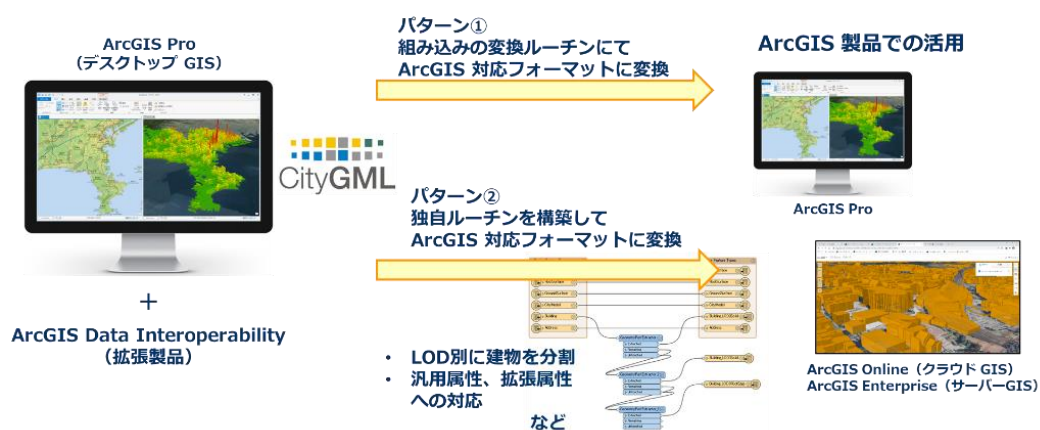 ArcGIS Pro
（デスクトップ GIS）
＋
ArcGIS Data Interoperability
（拡張製品）
CityGML
パターン①
組み込みの変換ルーチンにて
ArcGIS 対応フォーマットに変換
パターン②
独自ルーチンを構築して
ArcGIS 対応フォーマットに変換
• LOD別に建物を分割
• 汎用属性、拡張属性
への対応
など
ArcGIS 製品での活用
ArcGIS Pro
ArcGIS Online（クラウド GIS）
ArcGIS Enterprise（サーバーGIS）